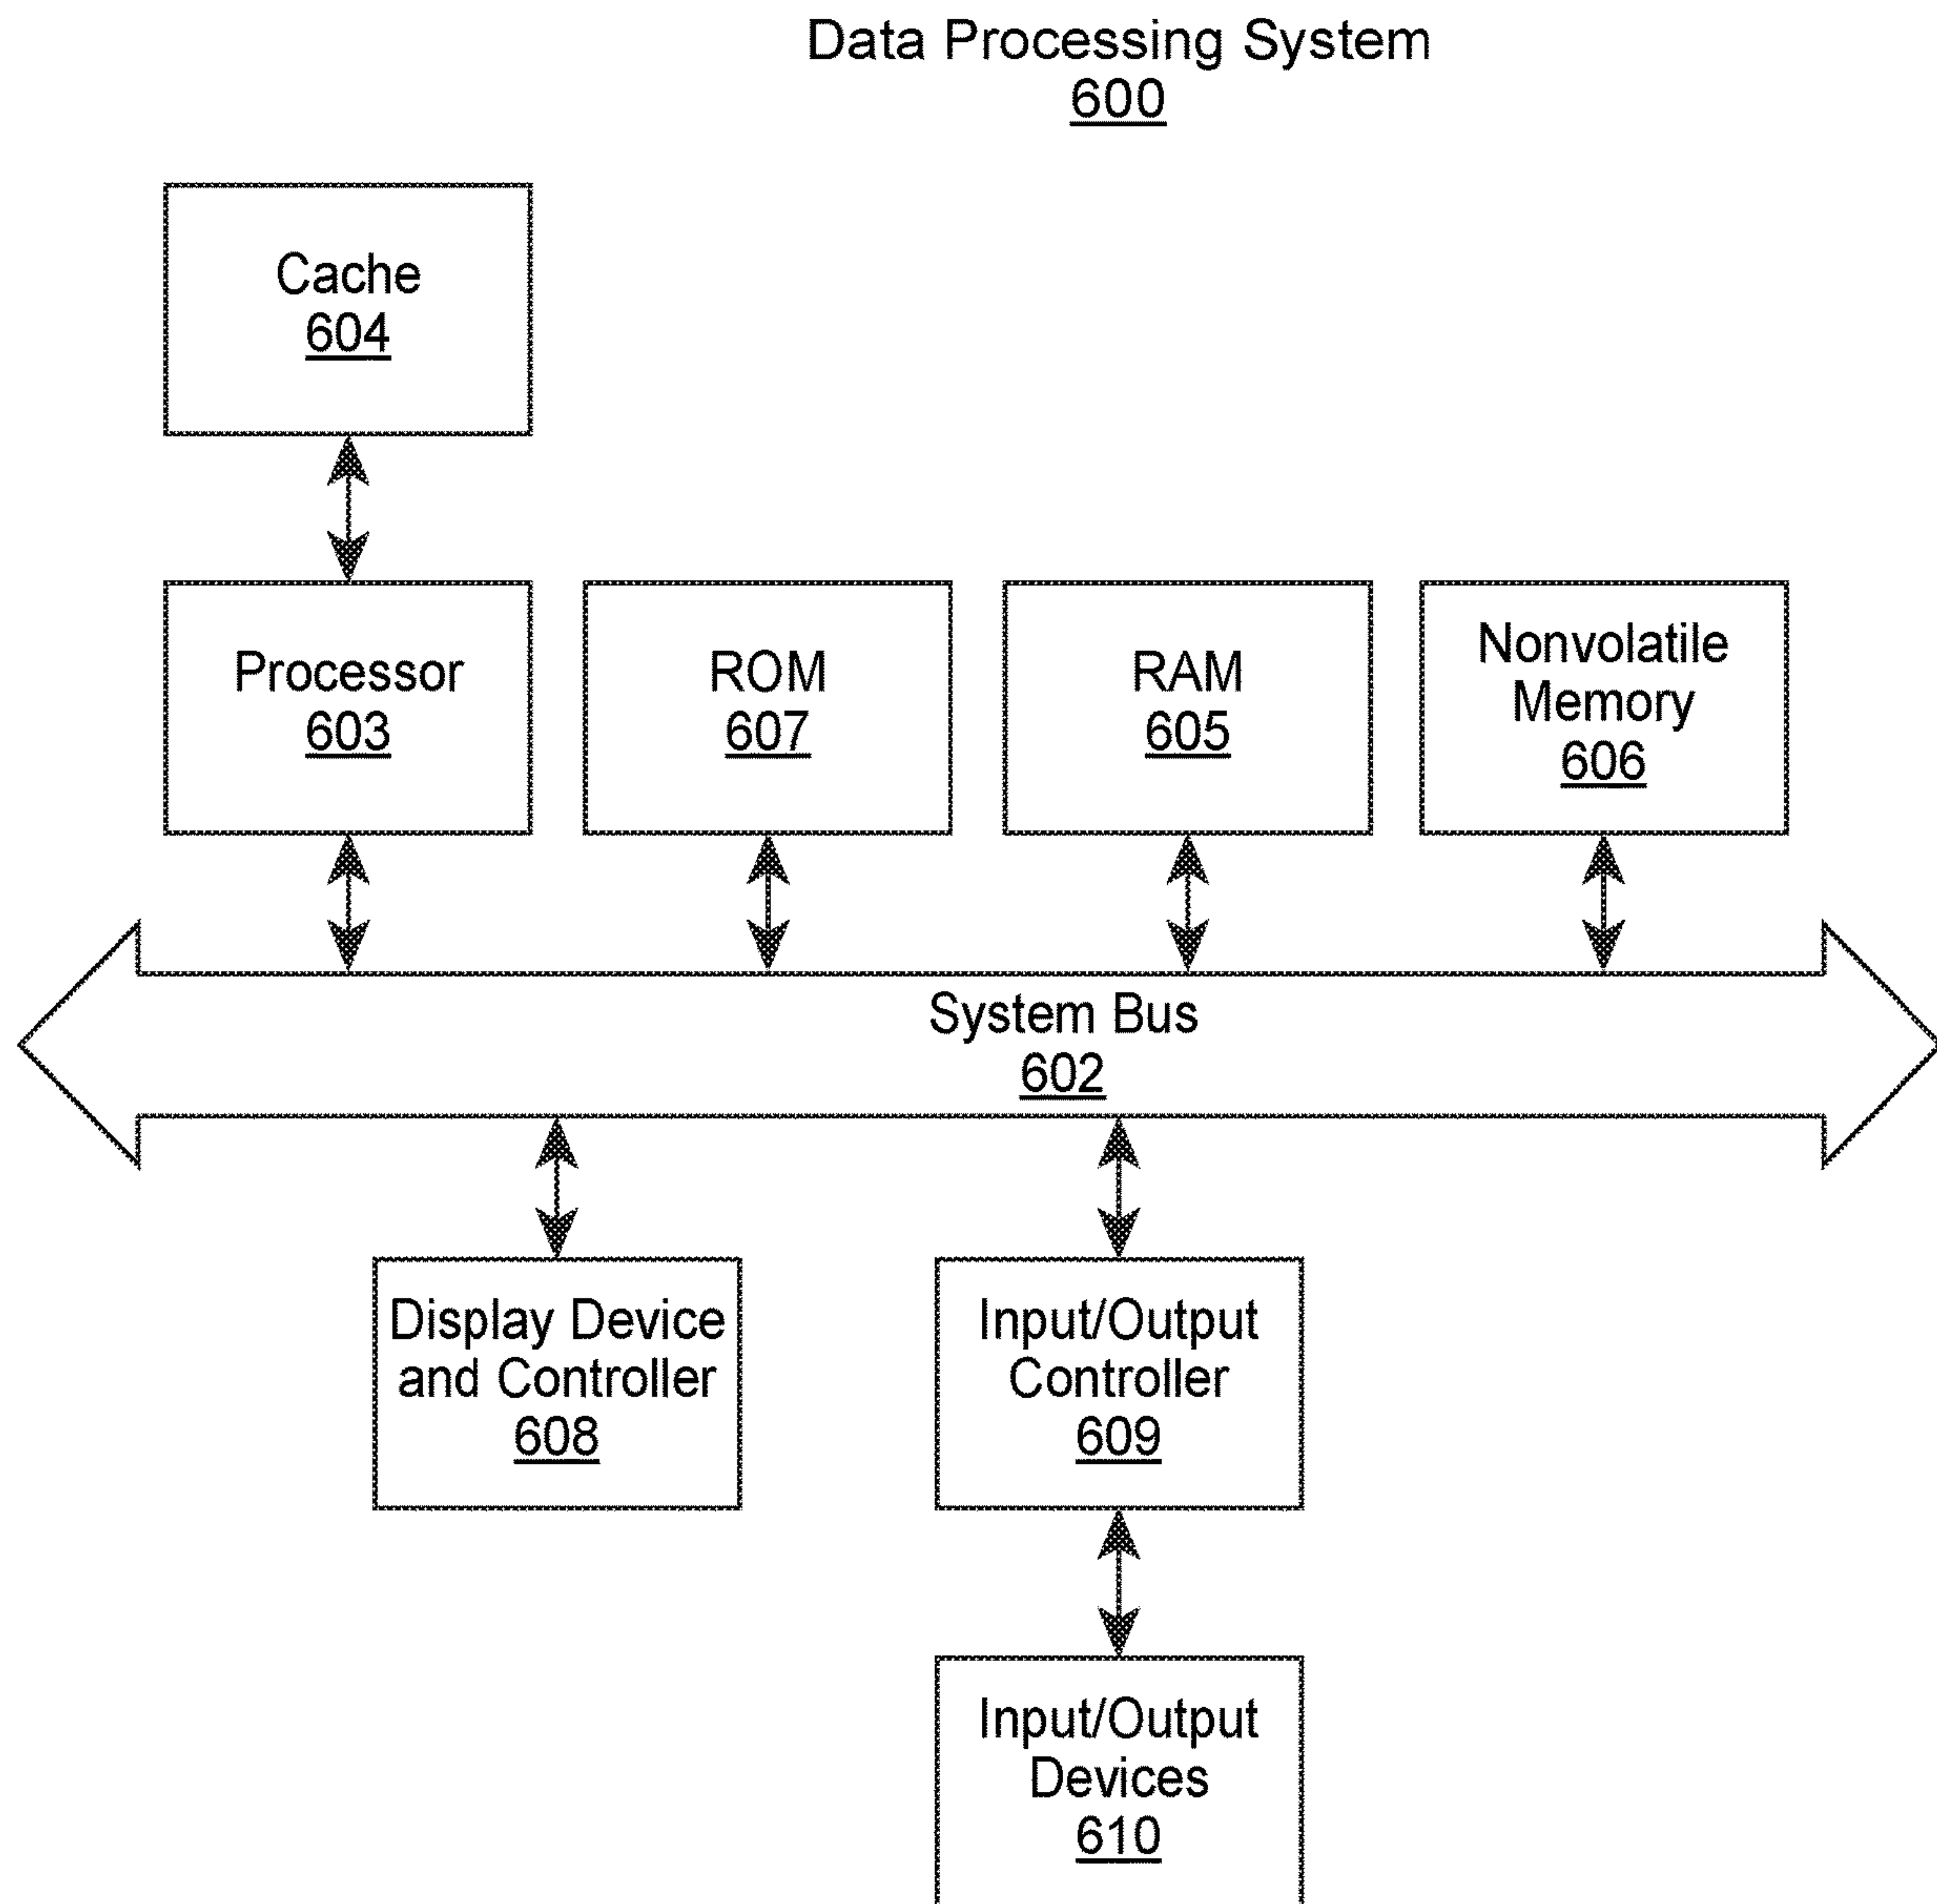 Data Processing System
600
Cache
604
Processor
603
ROM
607
RAM
605
Nonvolatile
Memory
606
System Bus
602
Display Device
and Controller
608
Input/Output
Controller
609
Input/Output
Devices
610